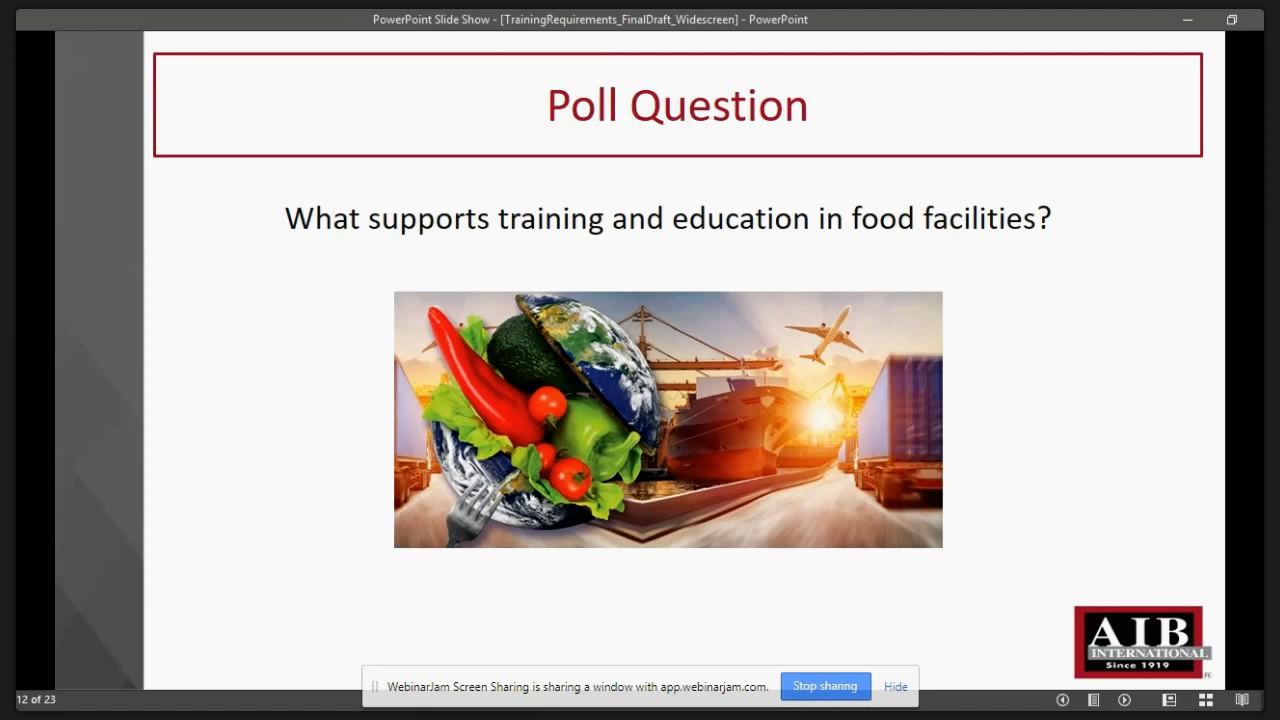 PowerPoint Slide Show - [TrainingRequirements_FinalDraft_Widescreen] - PowerPoint
Poll Question
What supports training and education in food facilities?
AIB
INTERNATIONAL
Since 1919
®
WebinarJam Screen Sharing is sharing a window with app.webinarjam.com.
Stop sharing
Hide
12 of 23